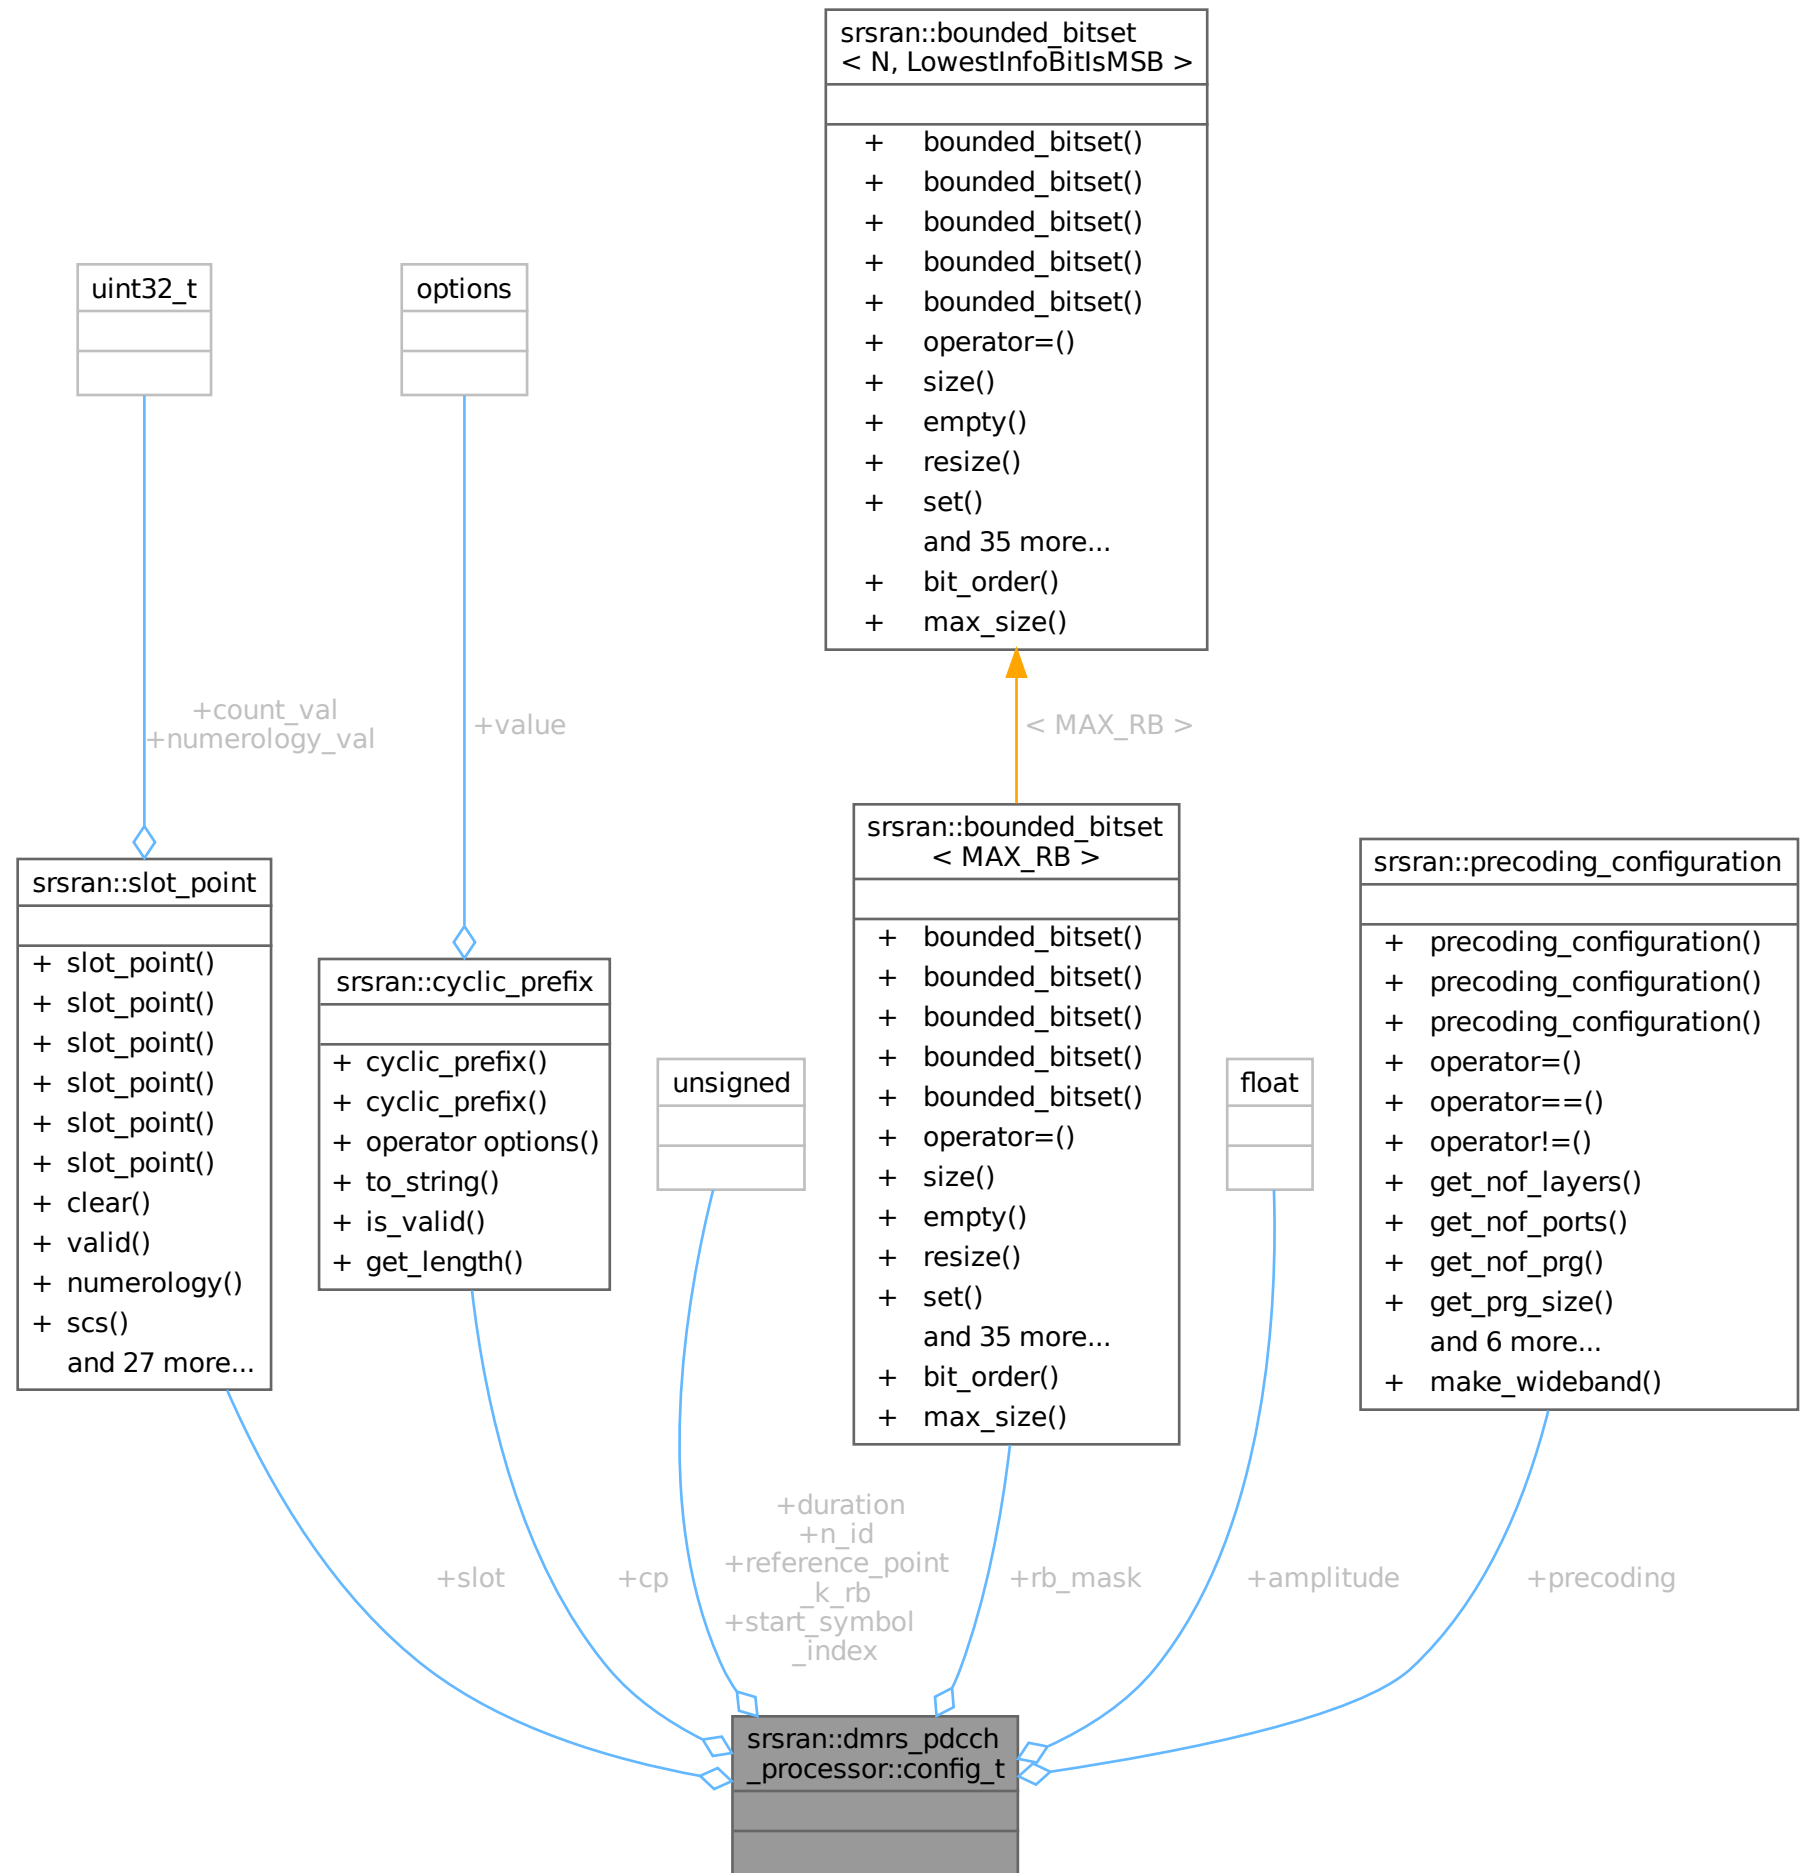 srsran::bounded_bitset
< N, LowestInfoBitIsMSB >
+ bounded_bitset()
+ bounded_bitset()
+ bounded_bitset()
+ bounded_bitset()
+ bounded_bitset()
+ operator=()
+ size()
+ empty()
+ resize()
+ set()
and 35 more...
+ bit_order()
+ max_size()
uint32_t
options
+count_val
+numerology_val
+value
< MAX_RB >
srsran::slot_point
+ slot_point()
+ slot_point()
+ slot_point()
+ slot_point()
+ slot_point()
+ slot_point()
+ clear()
+ valid()
+ numerology()
+ scs()
and 27 more...
srsran::cyclic_prefix
+ cyclic_prefix()
+ cyclic_prefix()
+ operator options()
+ to_string()
+ is_valid()
+ get_length()
unsigned
srsran::bounded_bitset
< MAX_RB >
+ bounded_bitset()
+ bounded_bitset()
+ bounded_bitset()
+ bounded_bitset()
+ bounded_bitset()
+ operator=()
+ size()
+ empty()
+ resize()
+ set()
and 35 more...
+ bit_order()
+ max_size()
float
srsran::precoding_configuration
+ precoding_configuration()
+ precoding_configuration()
+ precoding_configuration()
+ operator=()
+ operator==()
+ operator!=()
+ get_nof_layers()
+ get_nof_ports()
+ get_nof_prg()
+ get_prg_size()
and 6 more...
+ make_wideband()
+slot
+cp
+duration
+n_id
+reference_point
_k_rb
+start_symbol
_index
+rb_mask
+amplitude
+precoding
srsran::dmrs_pdcch
_processor::config_t